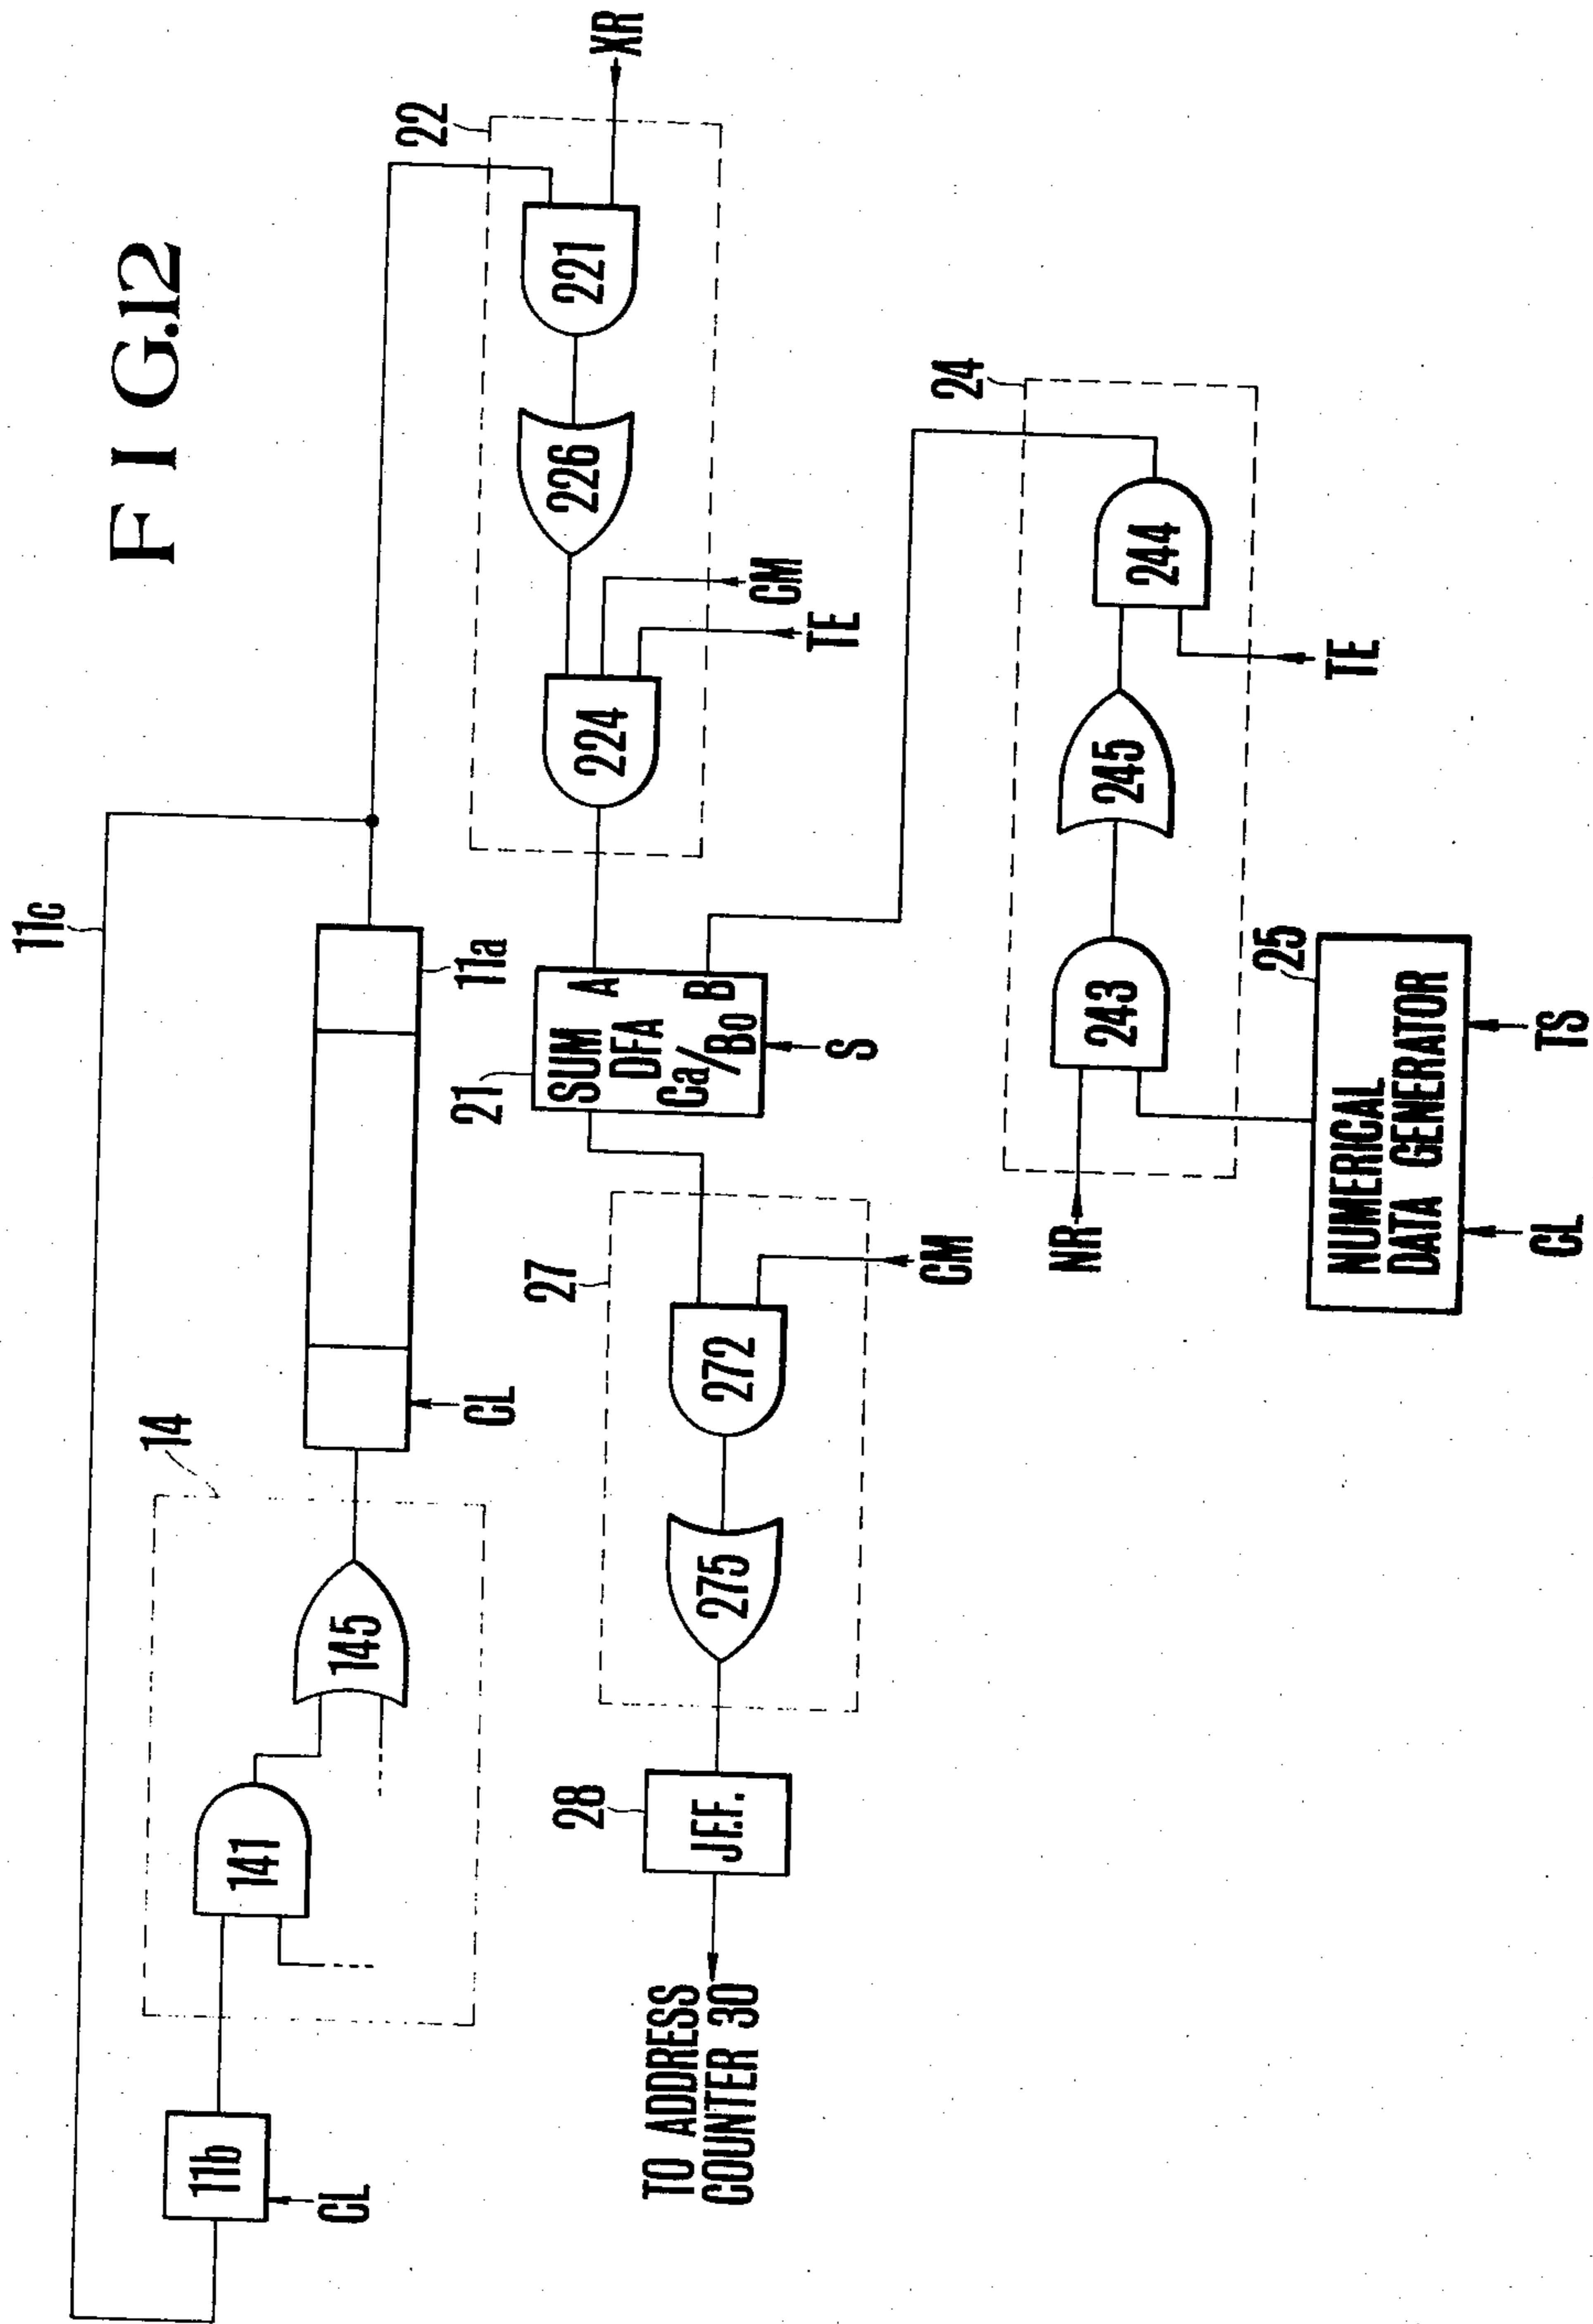 FIG.12
11c
14
11b
CL
141
145
CL
11a
22
XR
221
226
224
CM
TE
21
SUM A
DFA
Ca/Bo B
S
27
272
275
CM
28
J.F.F.
TO ADDRESS
COUNTER 30
24
NR
243
245
244
TE
25
NUMERICAL
DATA GENERATOR
CL
TS